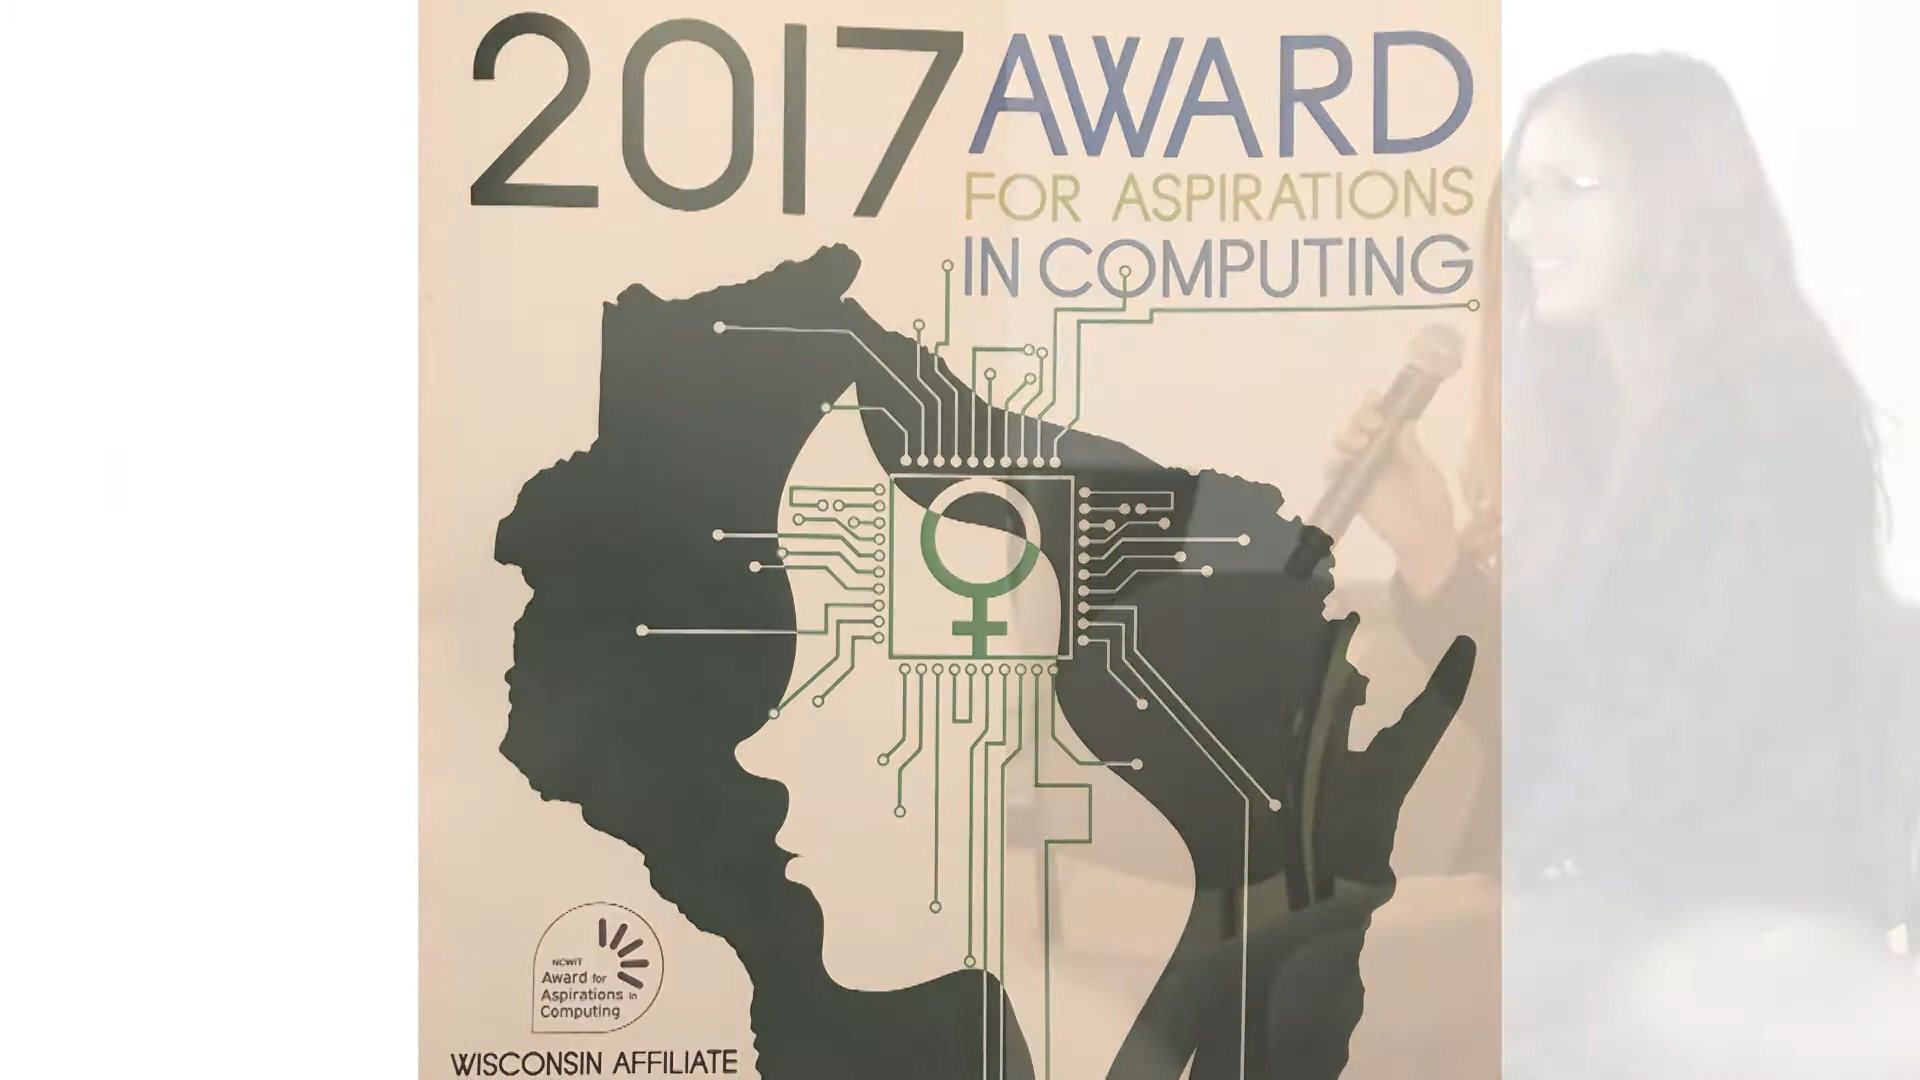 2017 AWARD
FOR ASPIRATIONS
IN COMPUTING
NCWIT
Award for
Aspirations in
Computing
WISCONSIN AFFILIATE